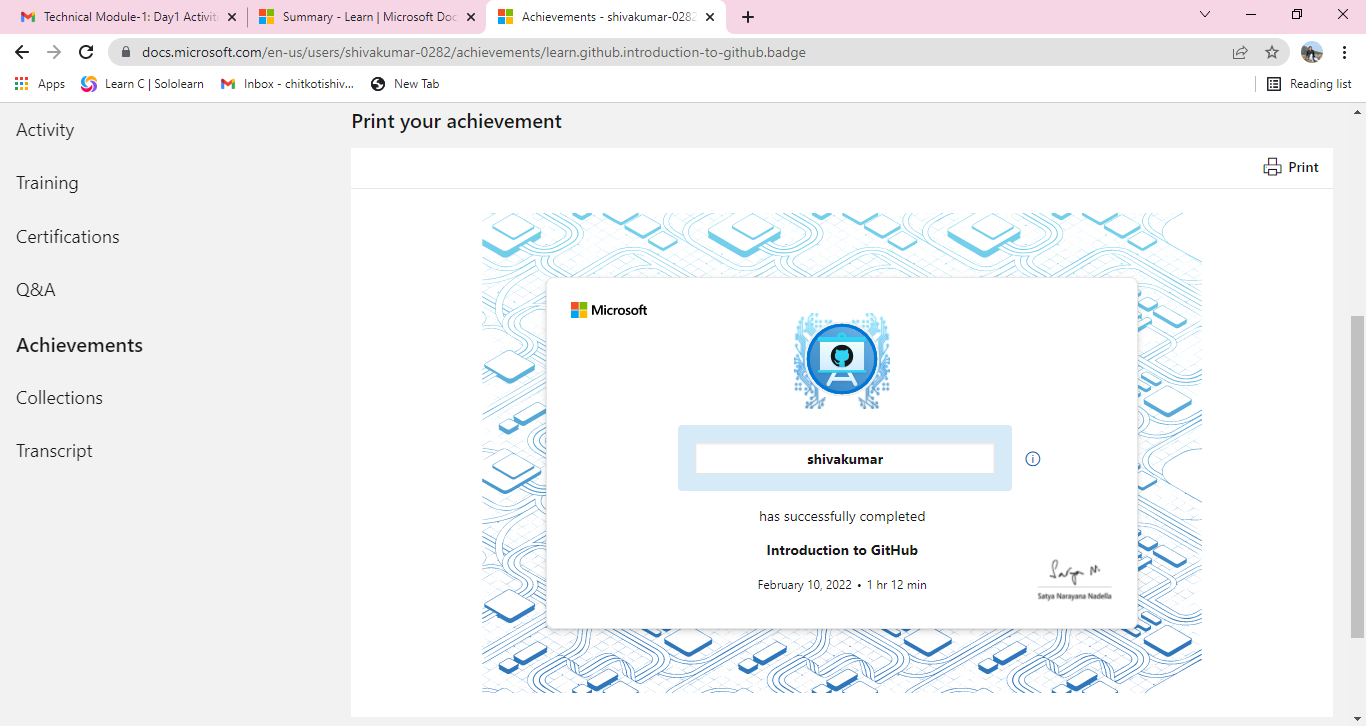 Technical Module-1: Day1 Activiti
Summary - Learn | Microsoft Doc
Achievements - shivakumar-0282
docs.microsoft.com/en-us/users/shivakumar-0282/achievements/learn.github.introduction-to-github.badge
Apps
Learn C | Sololearn
Inbox - chitkotishiv...
New Tab
Reading list
Activity
Training
Certifications
Q&A
Achievements
Collections
Transcript
Print your achievement
Print
Microsoft
shivakumar
has successfully completed
Introduction to GitHub
February 10, 2022 • 1 hr 12 min
Satya N.
Satya Narayana Nadella